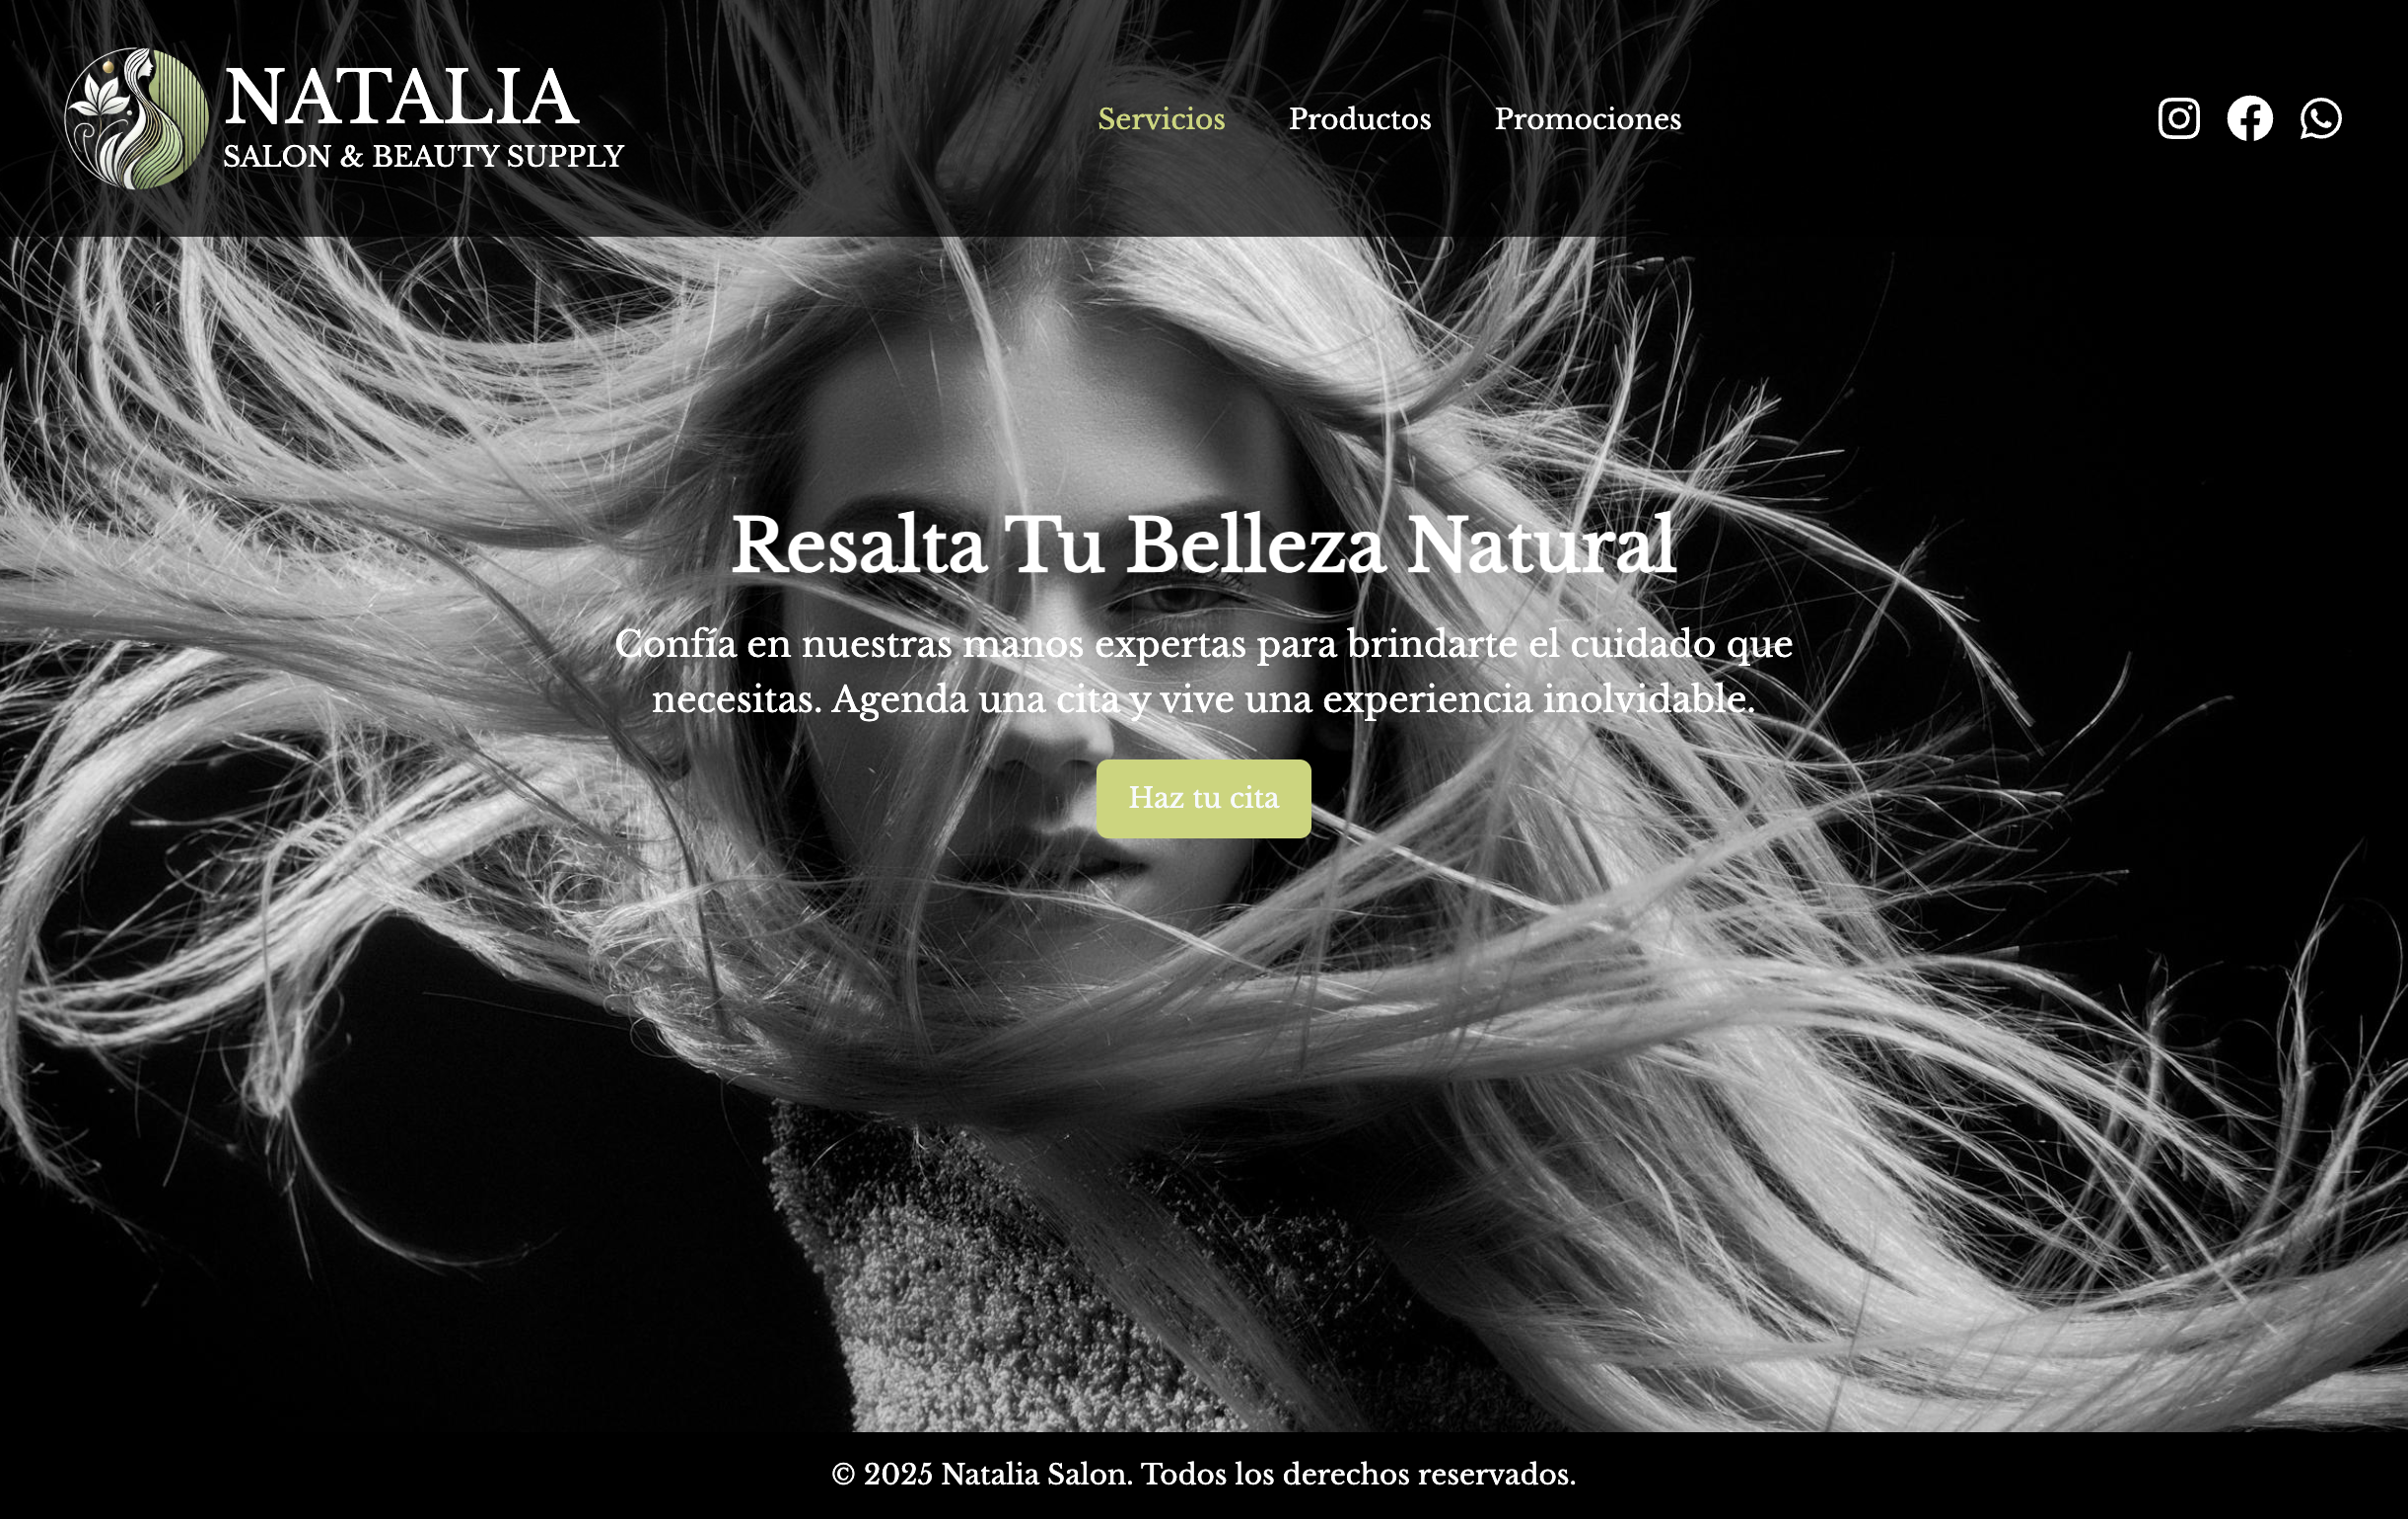 NATALIA
SALON & BEAUTY SUPPLY
Servicios
Productos
Promociones
Resalta Tu Belleza Natural
Confía en nuestras manos expertas para brindarte el cuidado que
necesitas. Agenda una cita y vive una experiencia inolvidable.
Haz tu cita
© 2025 Natalia Salon. Todos los derechos reservados.